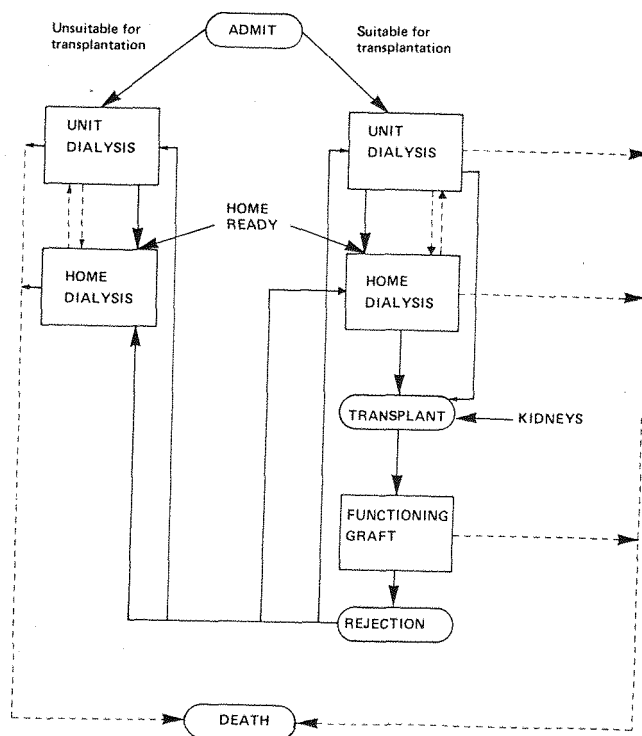 Unsuitable for
transplantation
ADMIT
Suitable for
transplantation
UNIT
DIALYSIS
UNIT
DIALYSIS
HOME
READY
HOME
DIALYSIS
HOME
DIALYSIS
TRANSPLANT
KIDNEYS
FUNCTIONING
GRAFT
REJECTION
DEATH